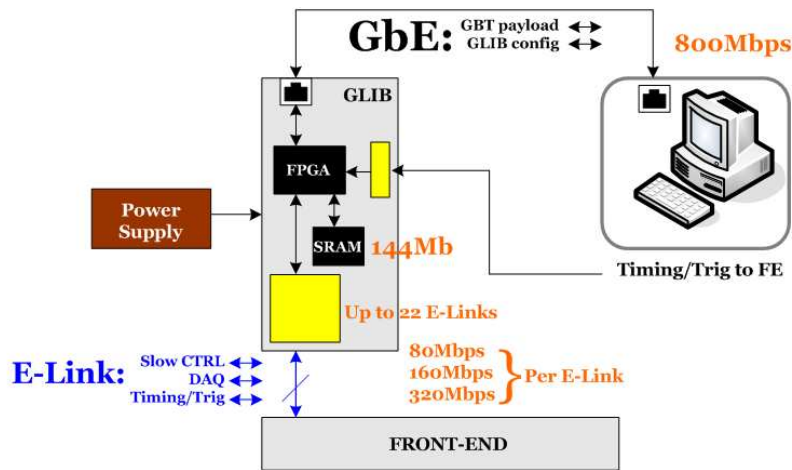 GbE:
GBT payload
GLIB config
800Mbps
GLIB
FPGA
Power
Supply
SRAM
144Mb
Timing/Trig to FE
Up to 22 E-Links
E-Link:
Slow CTRL
DAQ
Timing/Trig
80Mbps
160Mbps
320Mbps
Per E-Link
FRONT-END